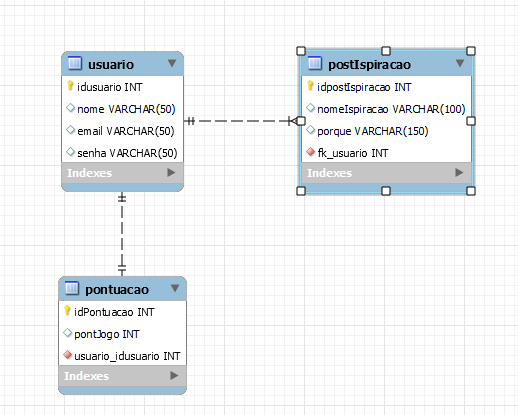 usuario
idusuario INT
nome VARCHAR(50)
email VARCHAR(50)
senha VARCHAR(50)
Indexes
postIspiracao
idpostIspiracao INT
nomeIspiracao VARCHAR(100)
porque VARCHAR(150)
fk_usuario INT
Indexes
pontuacao
idPontuacao INT
pontJogo INT
usuario_idusuario INT
Indexes